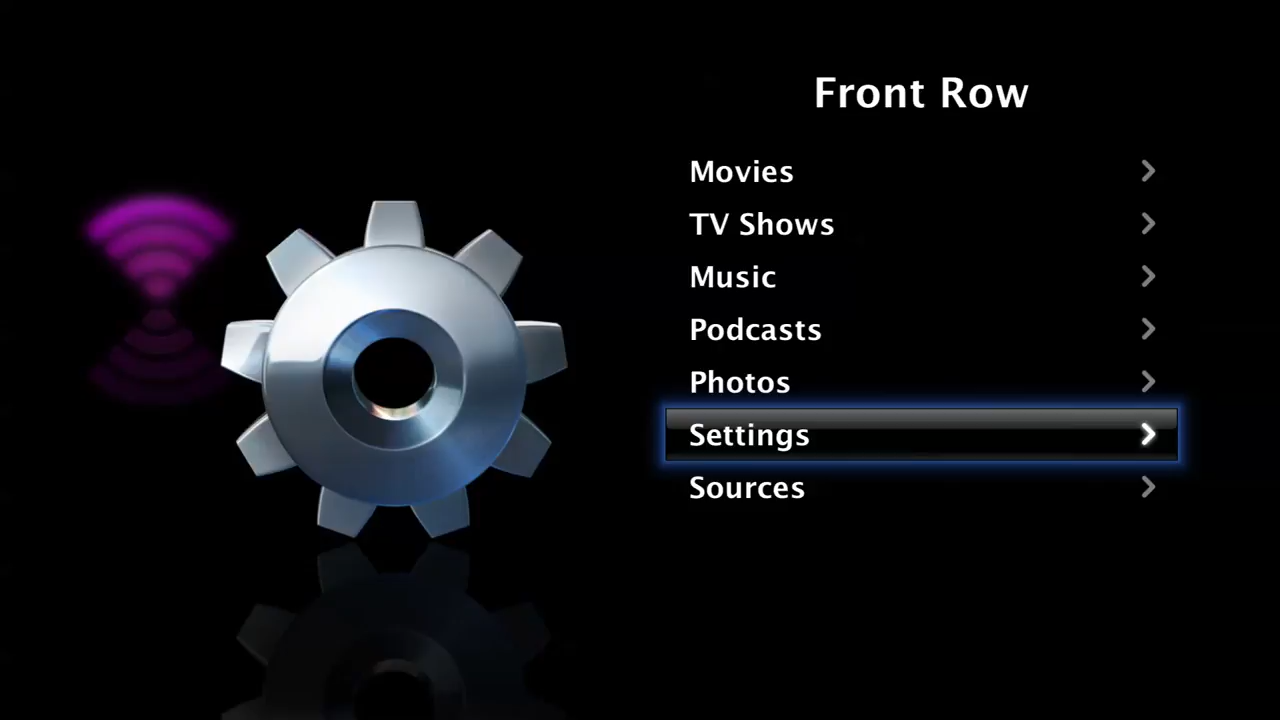 Front Row
Movies
TV Shows
Music
Podcasts
Photos
Settings
Sources